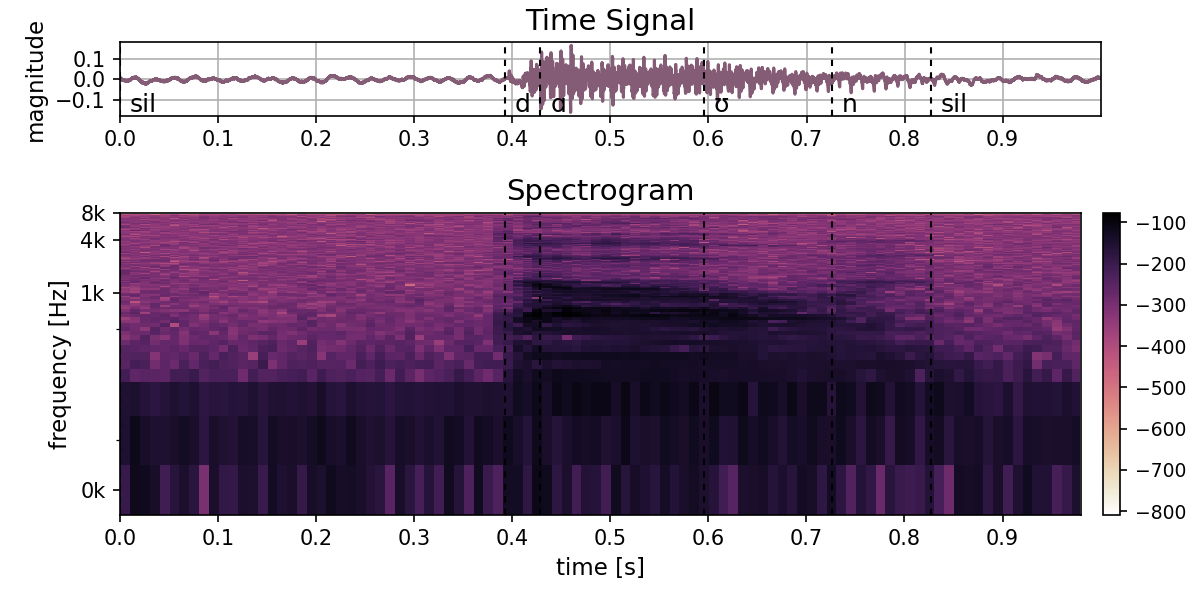 Time Signal
magnitude
0.1
0.0
−0.1
sil d ɑ ʊ n sil
0.0 0.1 0.2 0.3 0.4 0.5 0.6 0.7 0.8 0.9
Spectrogram
frequency [Hz]
8k
4k
1k
0k
0.0 0.1 0.2 0.3 0.4 0.5 0.6 0.7 0.8 0.9
time [s]
−100
−200
−300
−400
−500
−600
−700
−800